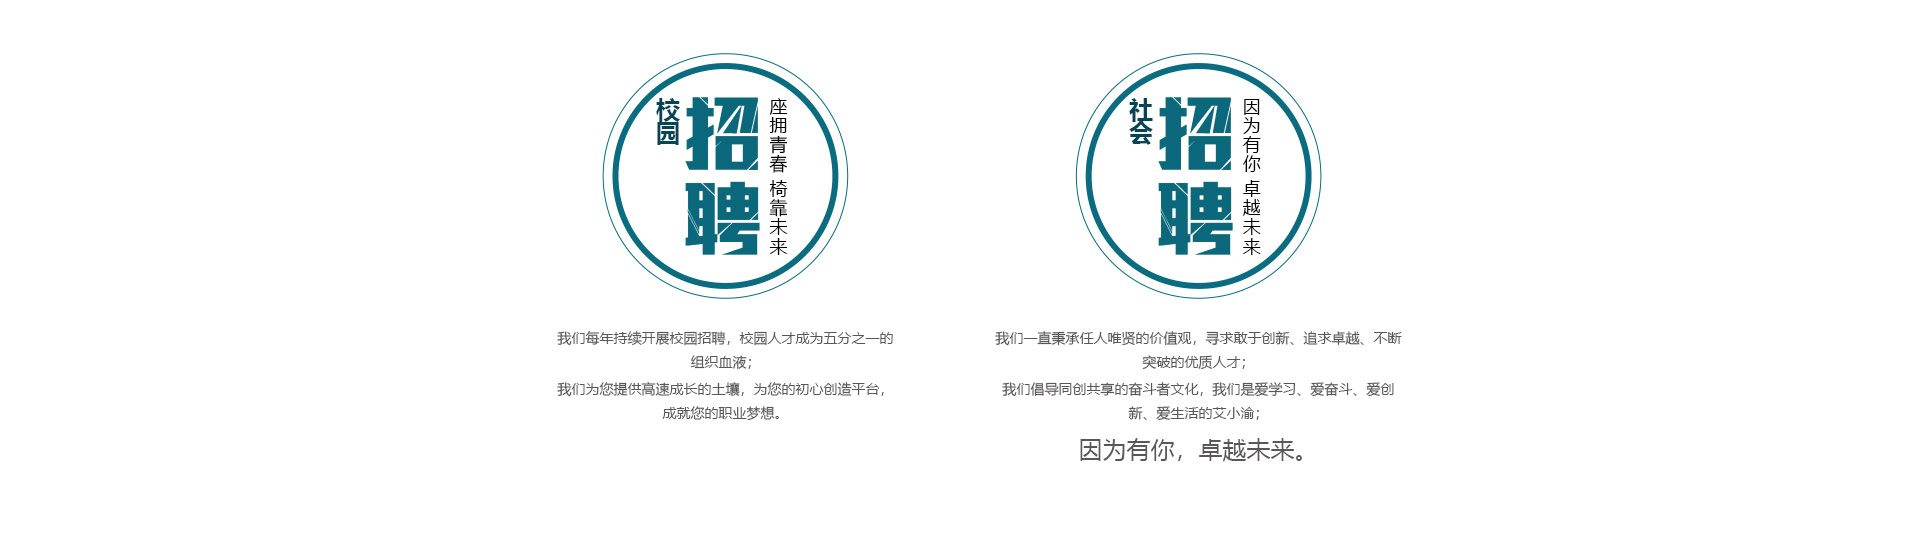 校园
招聘
座拥青春 椅靠未来
我们每年持续开展校园招聘，校园人才成为五分之一的
组织血液；
我们为您提供高速成长的土壤，为您的初心创造平台，
成就您的职业梦想。
社会
招聘
因为有你 卓越未来
我们一直秉承任人唯贤的价值观，寻求敢于创新、追求卓越、不断
突破的优质人才；
我们倡导同创共享的奋斗者文化，我们是爱学习、爱奋斗、爱创
新、爱生活的艾小渝；
因为有你，卓越未来。